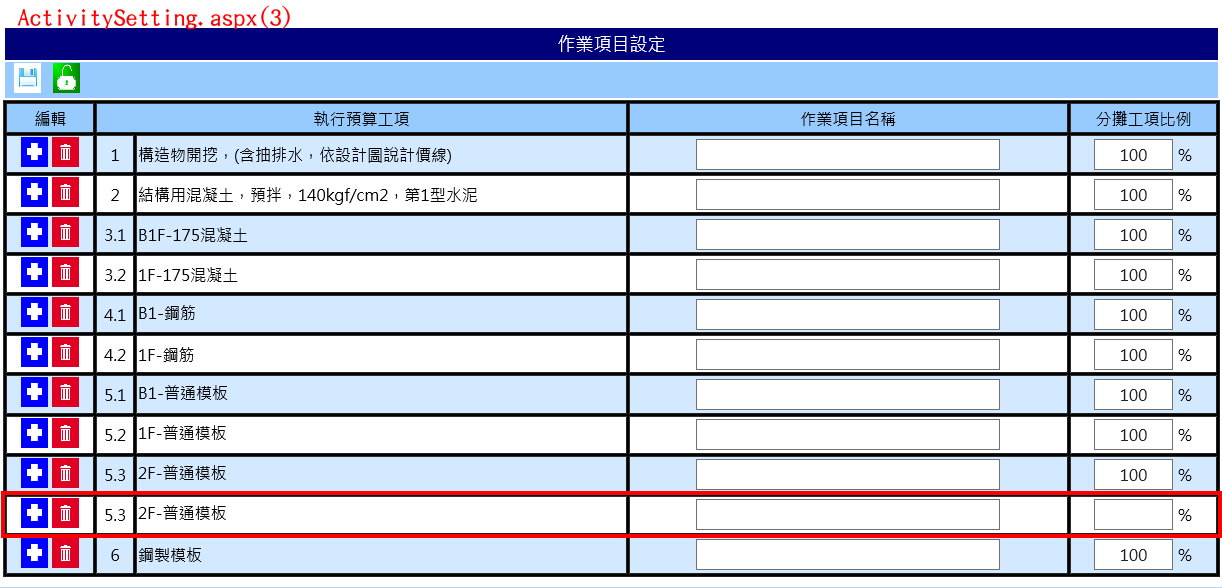 ActivitySetting.aspx(3)
作業項目設定
編輯 執行預算工項 作業項目名稱 分攤工項比例
1 構造物開挖，(含抽排水，依設計圖說計價線) 100 %
2 結構用混凝土，預拌，140kgf/cm2，第1型水泥 100 %
3.1 B1F-175混凝土 100 %
3.2 1F-175混凝土 100 %
4.1 B1-鋼筋 100 %
4.2 1F-鋼筋 100 %
5.1 B1-普通模板 100 %
5.2 1F-普通模板 100 %
5.3 2F-普通模板 100 %
5.3 2F-普通模板 %
6 鋼製模板 100 %